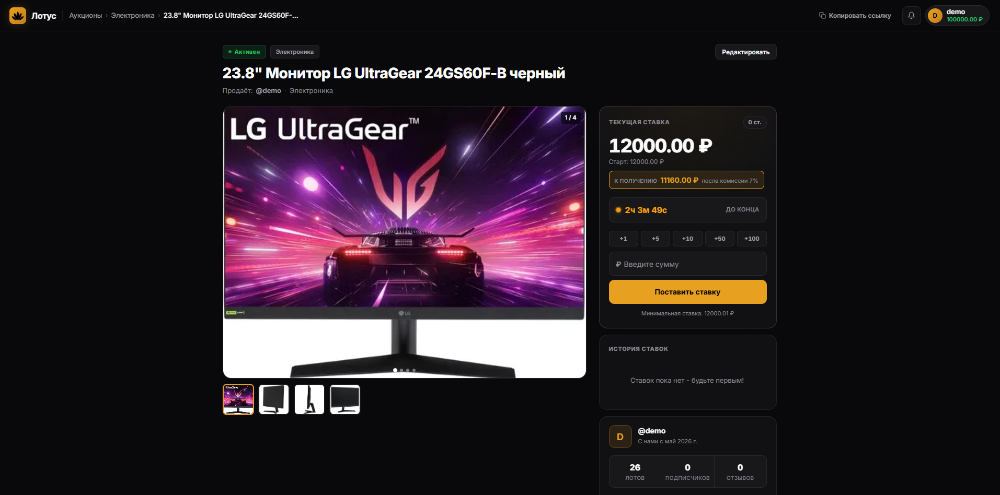 Лотус
Аукционы › Электроника › 23.8" Монитор LG UltraGear 24GS60F-...
Копировать ссылку
D
demo
100000.00 ₽
Активен
Электроника
Редактировать
23.8" Монитор LG UltraGear 24GS60F-B черный
Продаёт: @demo · Электроника
LG UltraGear™
1 / 4
LG
UltraGear
ТЕКУЩАЯ СТАВКА
0 ст.
12000.00 ₽
Старт: 12000.00 ₽
К ПОЛУЧЕНИЮ 11160.00 ₽ после комиссии 7%
2ч 3м 49с
ДО КОНЦА
+1
+5
+10
+50
+100
₽ Введите сумму
Поставить ставку
Минимальная ставка: 12000.01 ₽
ИСТОРИЯ СТАВОК
Ставок пока нет - будьте первым!
D
@demo
С нами с май 2026 г.
26
ЛОТОВ
0
ПОДПИСЧИКОВ
0
ОТЗЫВОВ